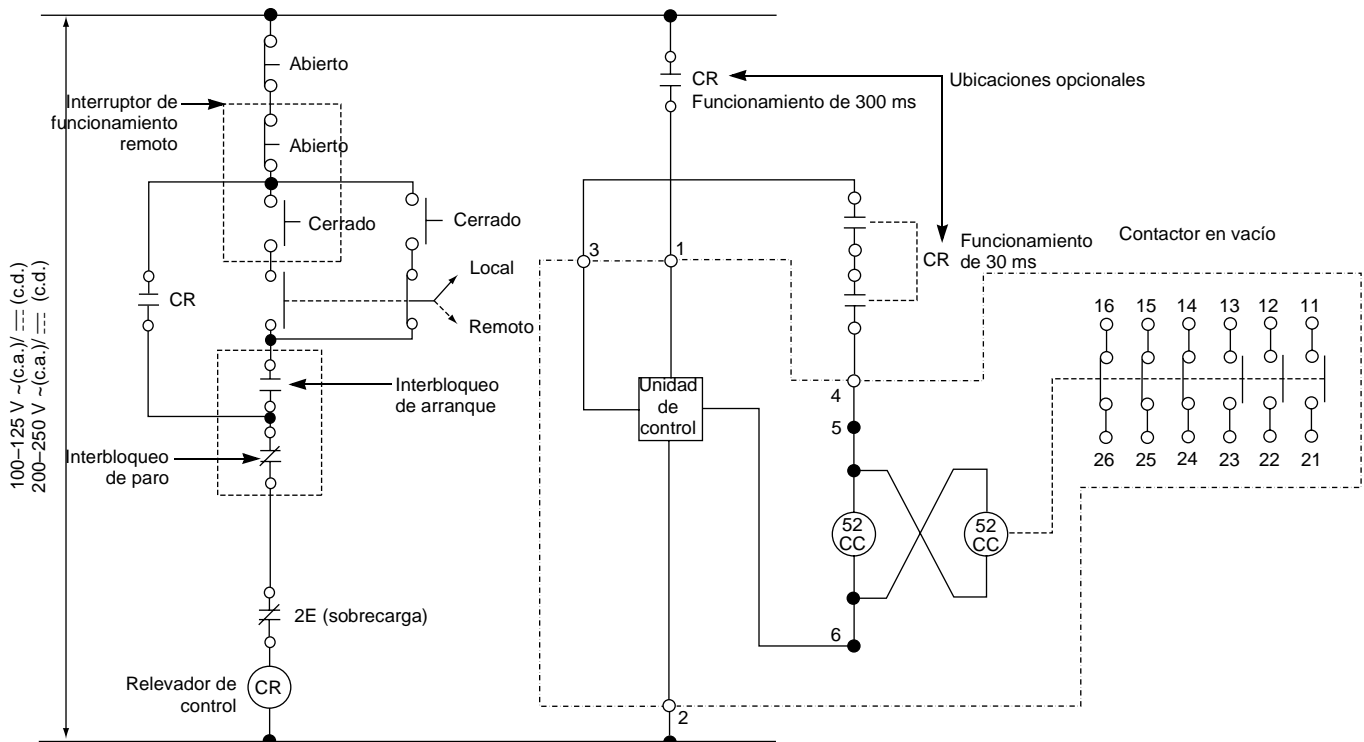 Abierto
CR
Ubicaciones opcionales
Funcionamiento de 300 ms
Interruptor de
funcionamiento
remoto
Abierto
Cerrado
Cerrado
3
1
CR
Funcionamiento
de 30 ms
Contactor en vacío
Local
CR
Remoto
16 15 14 13 12 11
100–125 V ~(c.a.)/ ⎓ (c.d.)
200–250 V ~(c.a.)/ ⎓ (c.d.)
Interbloqueo
de arranque
Unidad
de
control
4
5
Interbloqueo
de paro
26 25 24 23 22 21
52
CC
52
CC
2E (sobrecarga)
6
Relevador de
control
CR
2